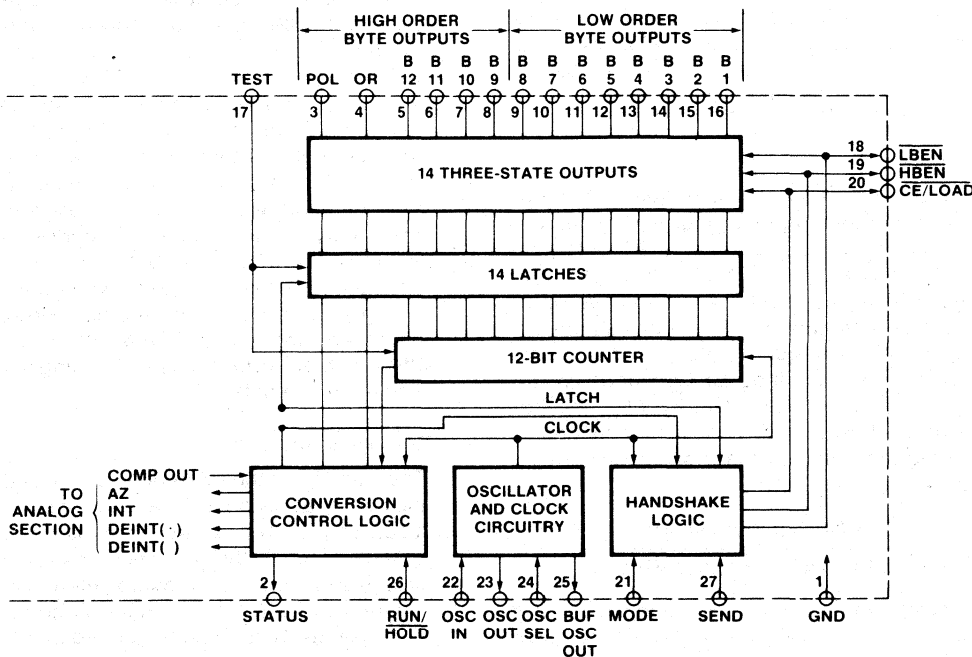 HIGH ORDER
BYTE OUTPUTS
LOW ORDER
BYTE OUTPUTS
B B B B B B B B B B B B
TEST POL OR 12 11 10 9 8 7 6 5 4 3 2 1
17 3 4 5 6 7 8 9 10 11 12 13 14 15 16
14 THREE-STATE OUTPUTS
18 LBEN
19 HBEN
20 CE/LOAD
14 LATCHES
12-BIT COUNTER
LATCH
CLOCK
TO
ANALOG
SECTION
COMP OUT
AZ
INT
DEINT( )
DEINT( )
CONVERSION
CONTROL LOGIC
OSCILLATOR
AND CLOCK
CIRCUITRY
HANDSHAKE
LOGIC
2 26 22 23 24 25 21 27 1
STATUS
RUN/
HOLD
OSC
IN
OSC
OUT
OSC
SEL
BUF
OSC
OUT
MODE
SEND
GND